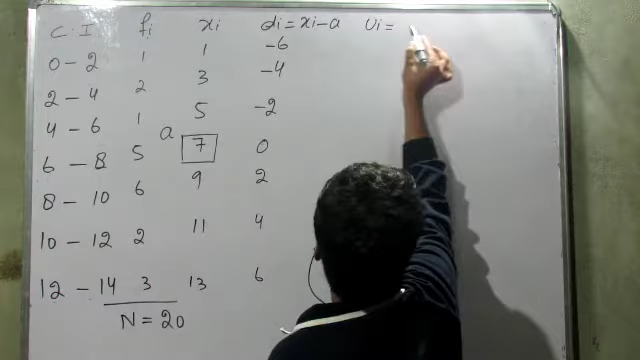 C.I fi xi di = xi - a Ui =
0 - 2 1 1 -6
2 - 4 2 3 -4
4 - 6 1 5 -2
6 - 8 5 a 7 0
8 - 10 6 9 2
10 - 12 2 11 4
12 - 14 3 13 6
N = 20